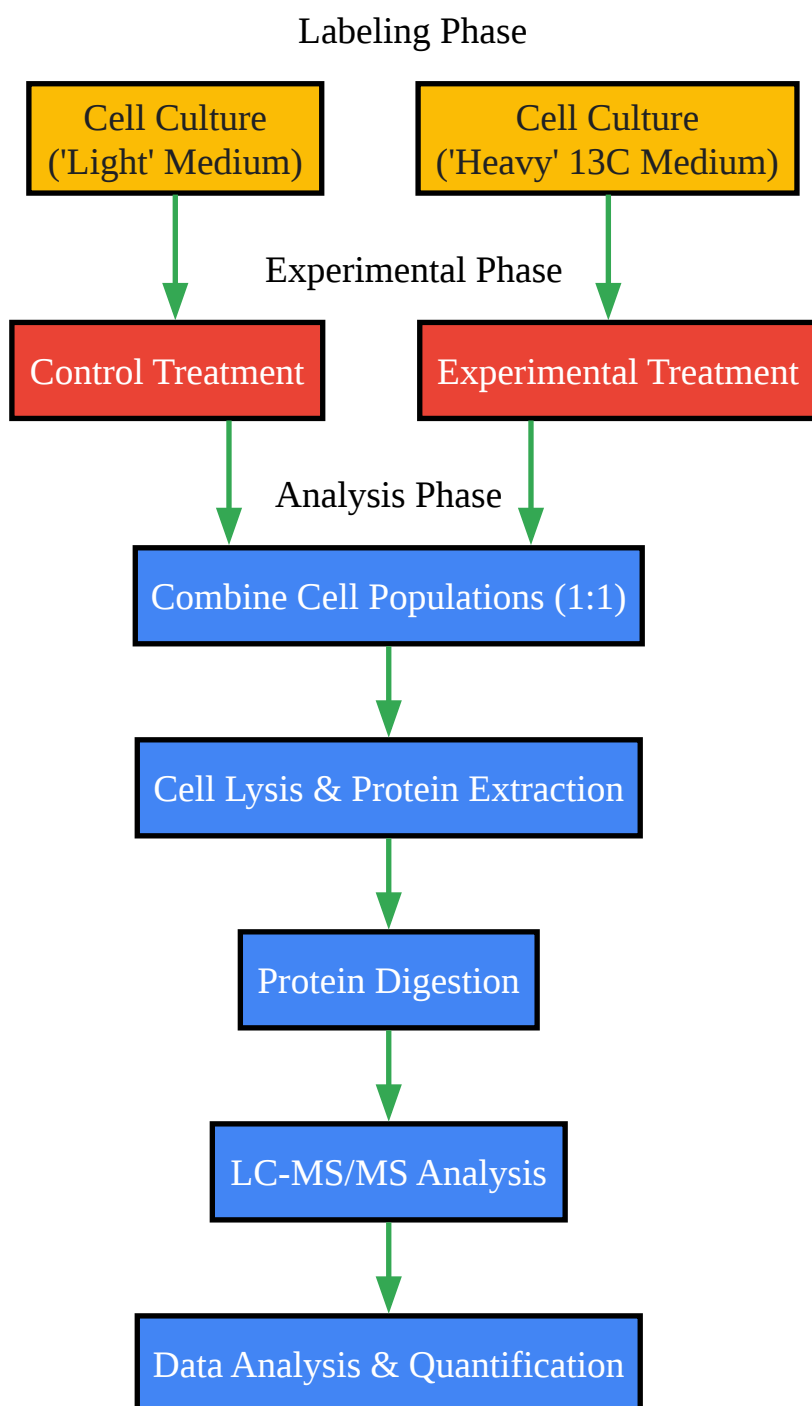 Labeling Phase
Cell Culture
('Light' Medium)
Cell Culture
('Heavy' 13C Medium)
Experimental Phase
Control Treatment
Experimental Treatment
Analysis Phase
Combine Cell Populations (1:1)
Cell Lysis & Protein Extraction
Protein Digestion
LC-MS/MS Analysis
Data Analysis & Quantification